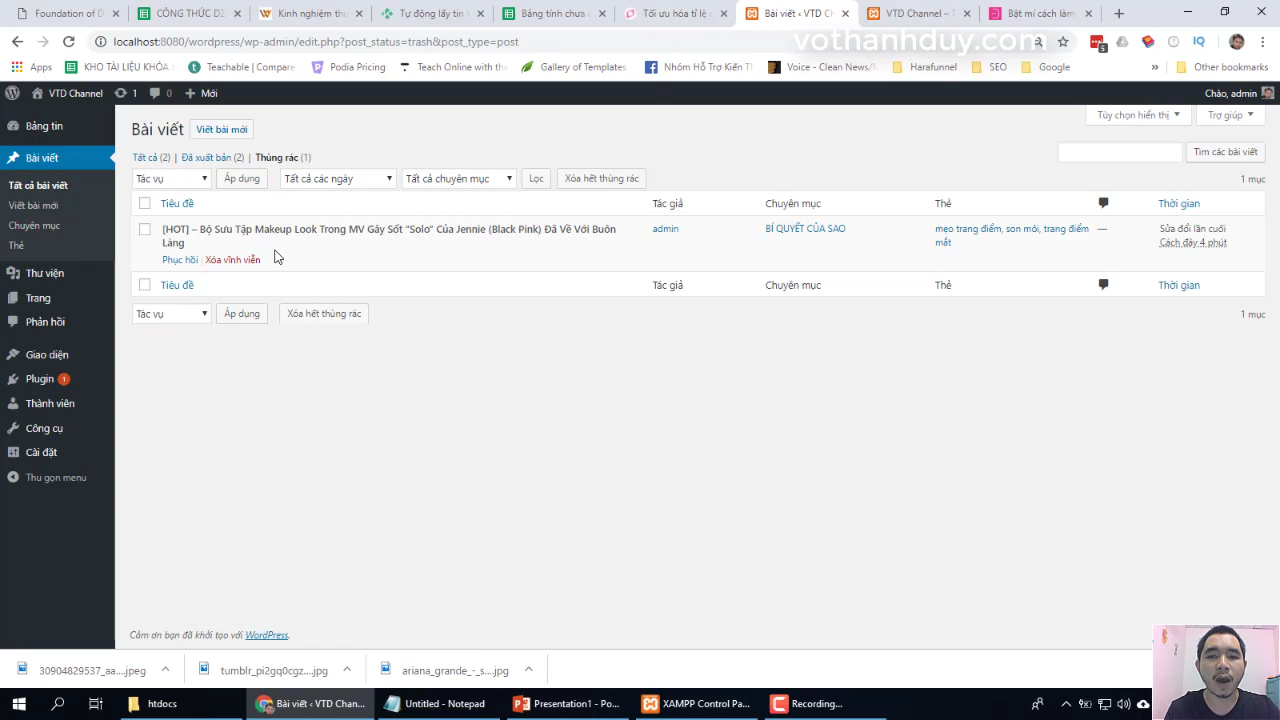 Foundation of D
CÔNG THỨC DZ
Kinh nghiệm thu
Tự động lấy tin V
Bảng tính chưa
Tối ưu hóa tỉ lệ c
Bài viết ‹ VTD Ch
VTD Channel – T
Bật mí cách làm
localhost:8080/wordpress/wp-admin/edit.php?post_status=trash&post_type=post
vothanhduy.com
Apps
KHO TÀI LIỆU KHÓA
Teachable | Compare
Podia Pricing
Teach Online with the
Gallery of Templates
Nhóm Hỗ Trợ Kiến Th
Voice - Clean News/
Harafunnel
SEO
Google
Other bookmarks
VTD Channel
1
0
Mới
Chào, admin
Bảng tin
Bài viết
Tất cả bài viết
Viết bài mới
Chuyên mục
Thẻ
Thư viện
Trang
Phản hồi
Giao diện
Plugin 1
Thành viên
Công cụ
Cài đặt
Thu gọn menu
Bài viết
Viết bài mới
Tùy chọn hiển thị
Trợ giúp
Tất cả (2) | Đã xuất bản (2) | Thùng rác (1)
Tìm các bài viết
Tác vụ
Áp dụng
Tất cả các ngày
Tất cả chuyên mục
Lọc
Xóa hết thùng rác
1 mục
Tiêu đề
Tác giả
Chuyên mục
Thẻ
Thời gian
[HOT] – Bộ Sưu Tập Makeup Look Trong MV Gây Sốt “Solo” Của Jennie (Black Pink) Đã Về Với Buôn
Làng
Phục hồi | Xóa vĩnh viễn
admin
BÍ QUYẾT CỦA SAO
mẹo trang điểm, son môi, trang điểm
mắt
—
Sửa đổi lần cuối
Cách đây 4 phút
Tiêu đề
Tác giả
Chuyên mục
Thẻ
Thời gian
Tác vụ
Áp dụng
Xóa hết thùng rác
1 mục
Cảm ơn bạn đã khởi tạo với WordPress.
30904829537_aa....jpeg
tumblr_pi2gq0cgz....jpg
ariana_grande_-_s....jpg
htdocs
Bài viết ‹ VTD Chan...
Untitled - Notepad
Presentation1 - Po...
XAMPP Control Pa...
Recording...